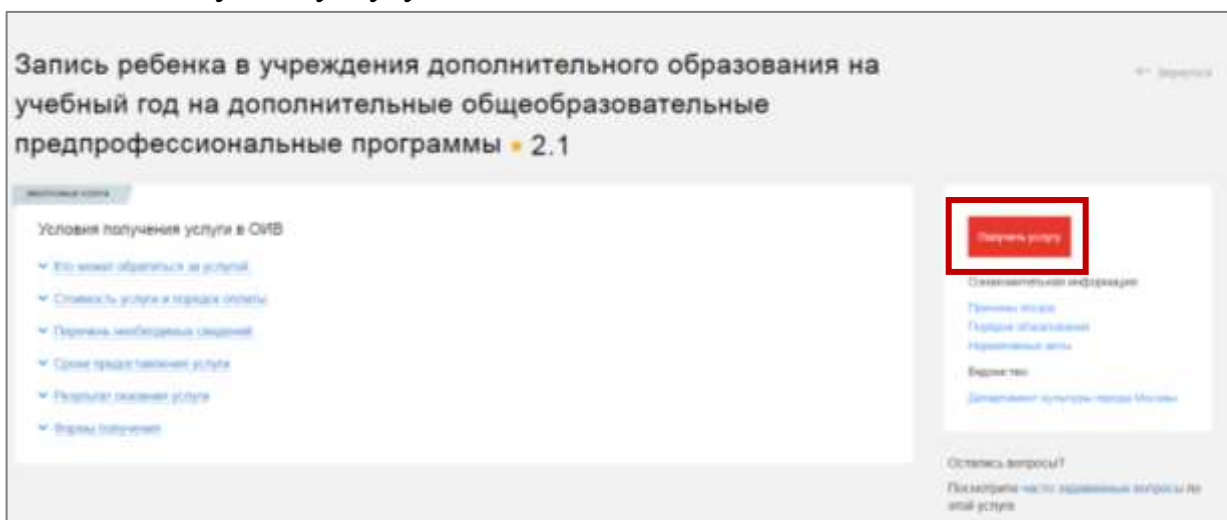 Запись ребенка в учреждения дополнительного образования на
учебный год на дополнительные общеобразовательные
предпрофессиональные программы • 2.1
Вернуться
Условия получения услуги в ОИВ
Кто может обратиться за услугой
Стоимость услуги и порядок оплаты
Перечень необходимых сведений
Сроки предоставления услуги
Результат оказания услуги
Формы получения
Получить услугу
Ознакомительная информация
Причины отказа
Порядок обжалования
Нормативные акты
Ведомство
Департамент культуры города Москвы
Остались вопросы?
Посмотрите часто задаваемые вопросы по
этой услуге